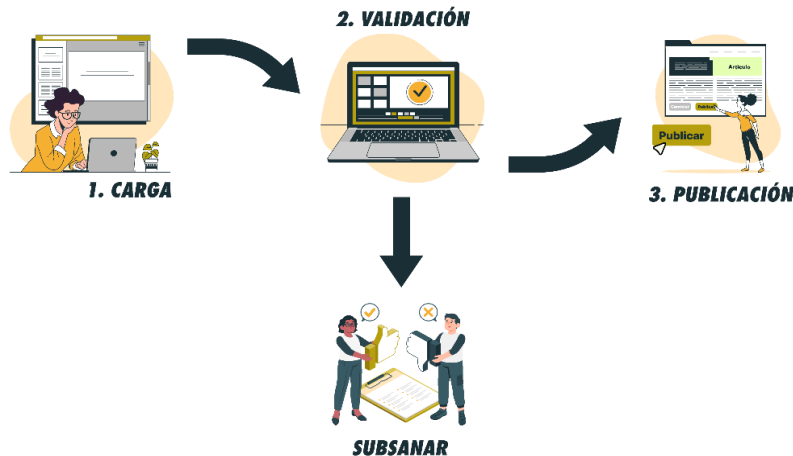 2. VALIDACIÓN
Artículo
Publicar
1. CARGA
3. PUBLICACIÓN
SUBSANAR